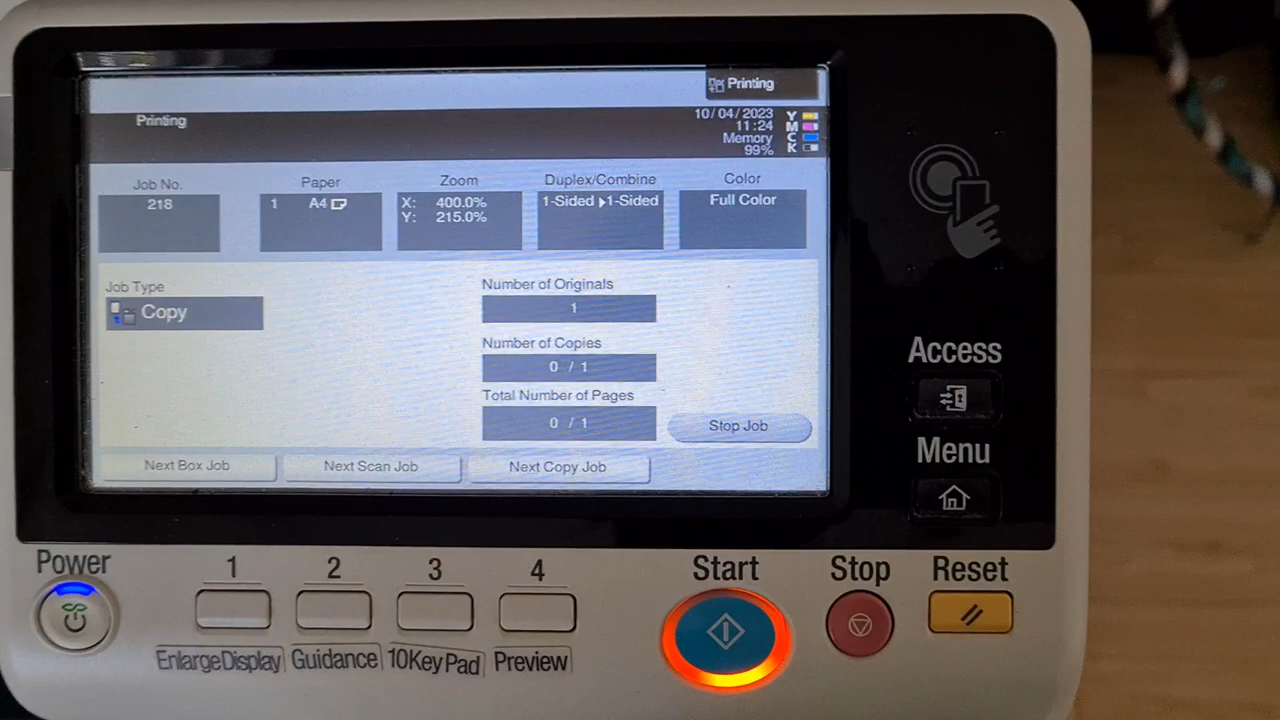 Printing
Printing
10/04/2023
11:24
Memory
99%
Y
M
C
K
Job No.
218
Paper
1 A4
Zoom
X: 400.0%
Y: 215.0%
Duplex/Combine
1-Sided ▶1-Sided
Color
Full Color
Job Type
Copy
Number of Originals
1
Number of Copies
0 / 1
Total Number of Pages
0 / 1
Stop Job
Next Box Job
Next Scan Job
Next Copy Job
Access
Menu
Power
1
2
3
4
Start
Stop
Reset
Enlarge Display
Guidance
10 Key Pad
Preview